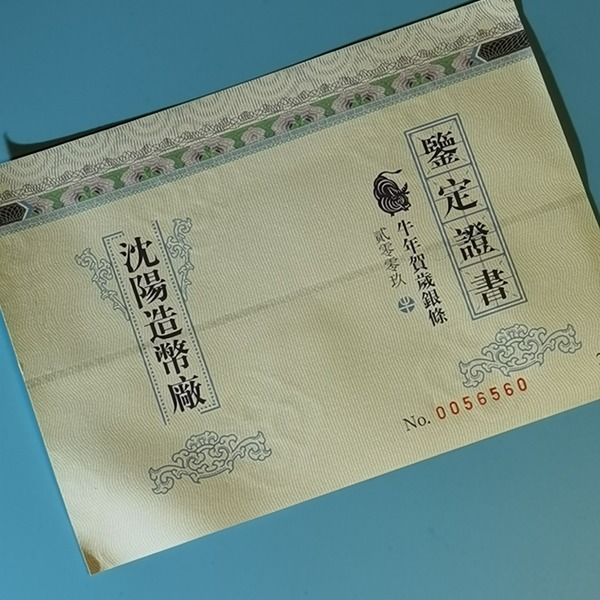 鑒定證書
牛年賀歲銀條
貳零零玖
沈陽造幣廠
No. 0056560